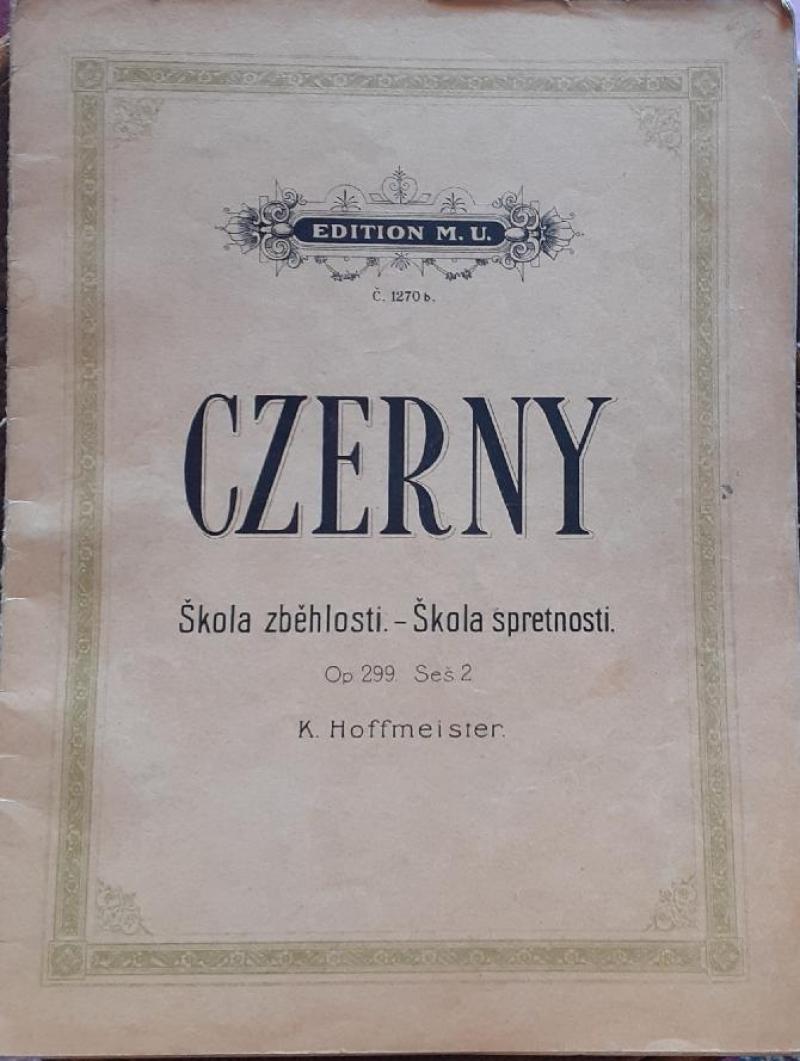 EDITION M. U.
Č. 1270 b.
CZERNY
Škola zběhlosti. – Škola spretnosti.
Op 299. Seš. 2
K. Hoffmeister.